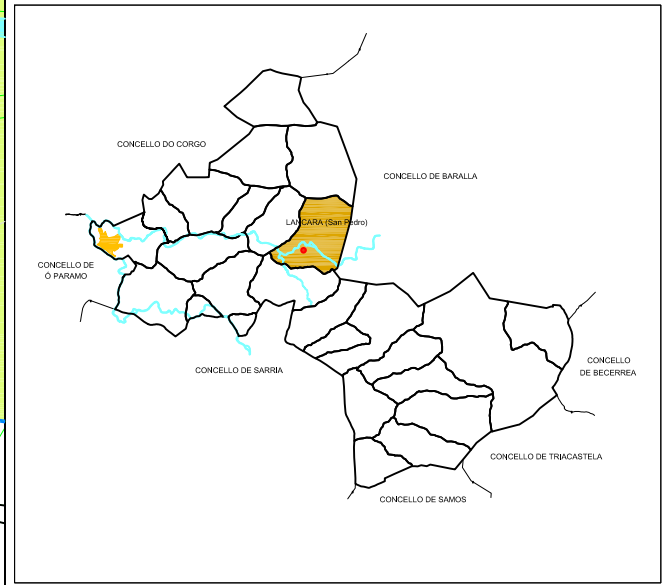 CONCELLO DO CORGO
CONCELLO DE BARALLA
LANCARA (San Pedro)
CONCELLO DE
Ó PARAMO
CONCELLO DE SARRIA
CONCELLO
DE BECERREA
CONCELLO DE TRIACASTELA
CONCELLO DE SAMOS